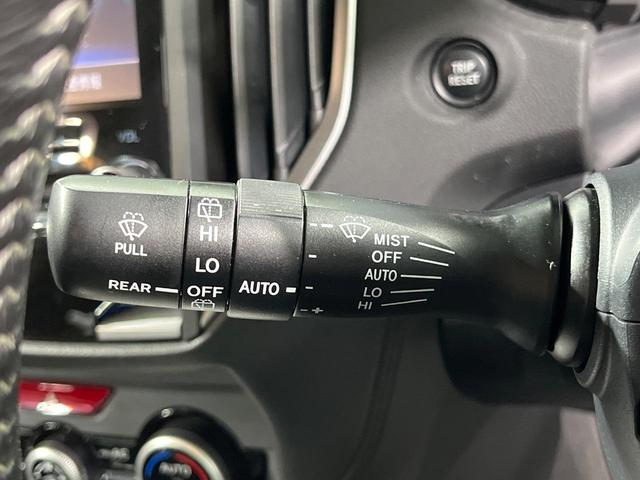 TRIP
RESET
VOL
PULL
REAR
HI
LO
OFF
AUTO
- +
MIST
OFF
AUTO
LO
HI
AUTO